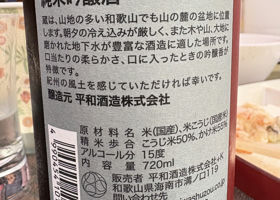 純米吟醸酒
蔵は、山地の多い和歌山でも山の麓の盆地に位置
します。朝夕の冷え込みが厳しく、また木や山、大地に
磨かれた地下水が豊富な酒造に適した場所です。
口当たりの柔らかさ、口に入ったときの吟醸香が
特徴です。
紀州の風土を感じていただければ幸いです。
醸造元 平和酒造株式会社
原材料名 米(国産)、米こうじ(国産米)
精米歩合 こうじ米50%、かけ米55%
アルコール分 15度
内容量 720ml
販売者 平和酒造株式会社+K
和歌山県海南市溝ノ口119